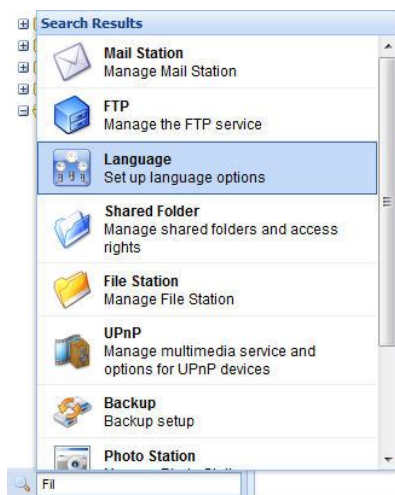 Search Results
Mail Station
Manage Mail Station
FTP
Manage the FTP service
Language
Set up language options
Shared Folder
Manage shared folders and access
rights
File Station
Manage File Station
UPnP
Manage multimedia service and
options for UPnP devices
Backup
Backup setup
Photo Station
Fil